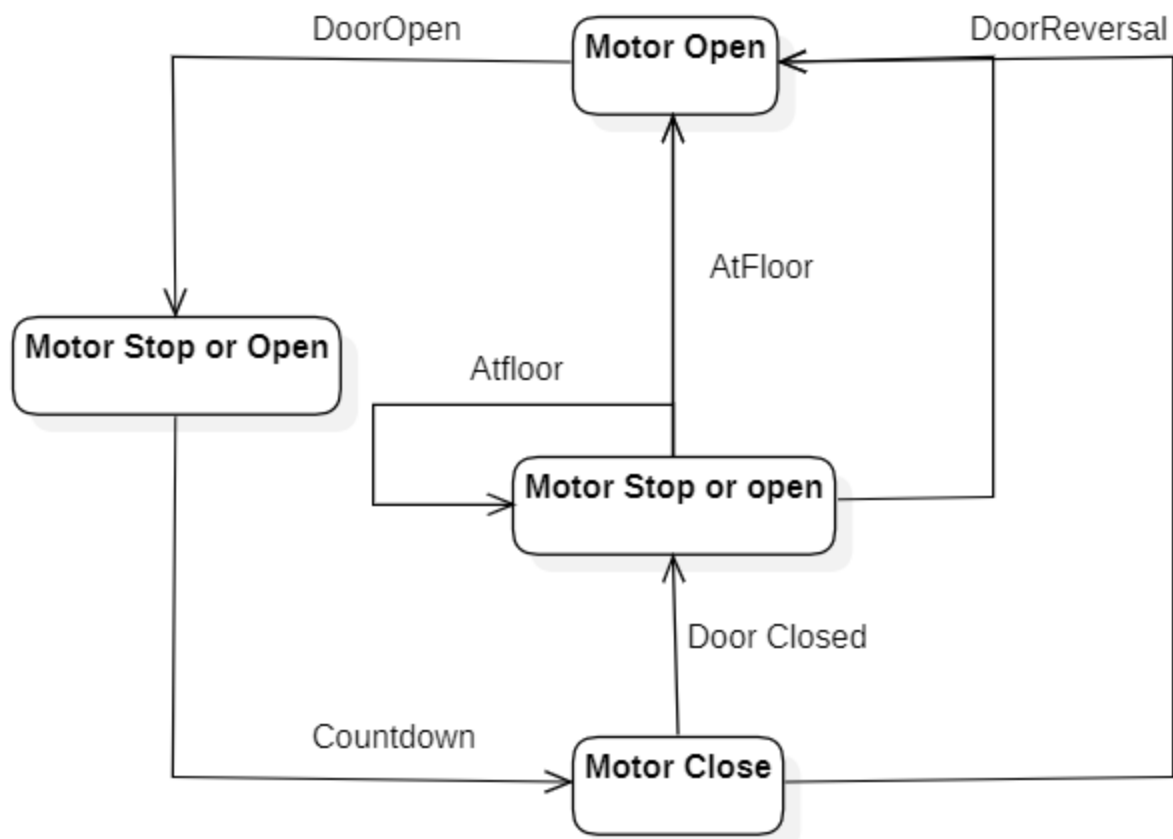 DoorOpen
Motor Open
DoorReversal
AtFloor
Motor Stop or Open
Atfloor
Motor Stop or open
Door Closed
Countdown
Motor Close